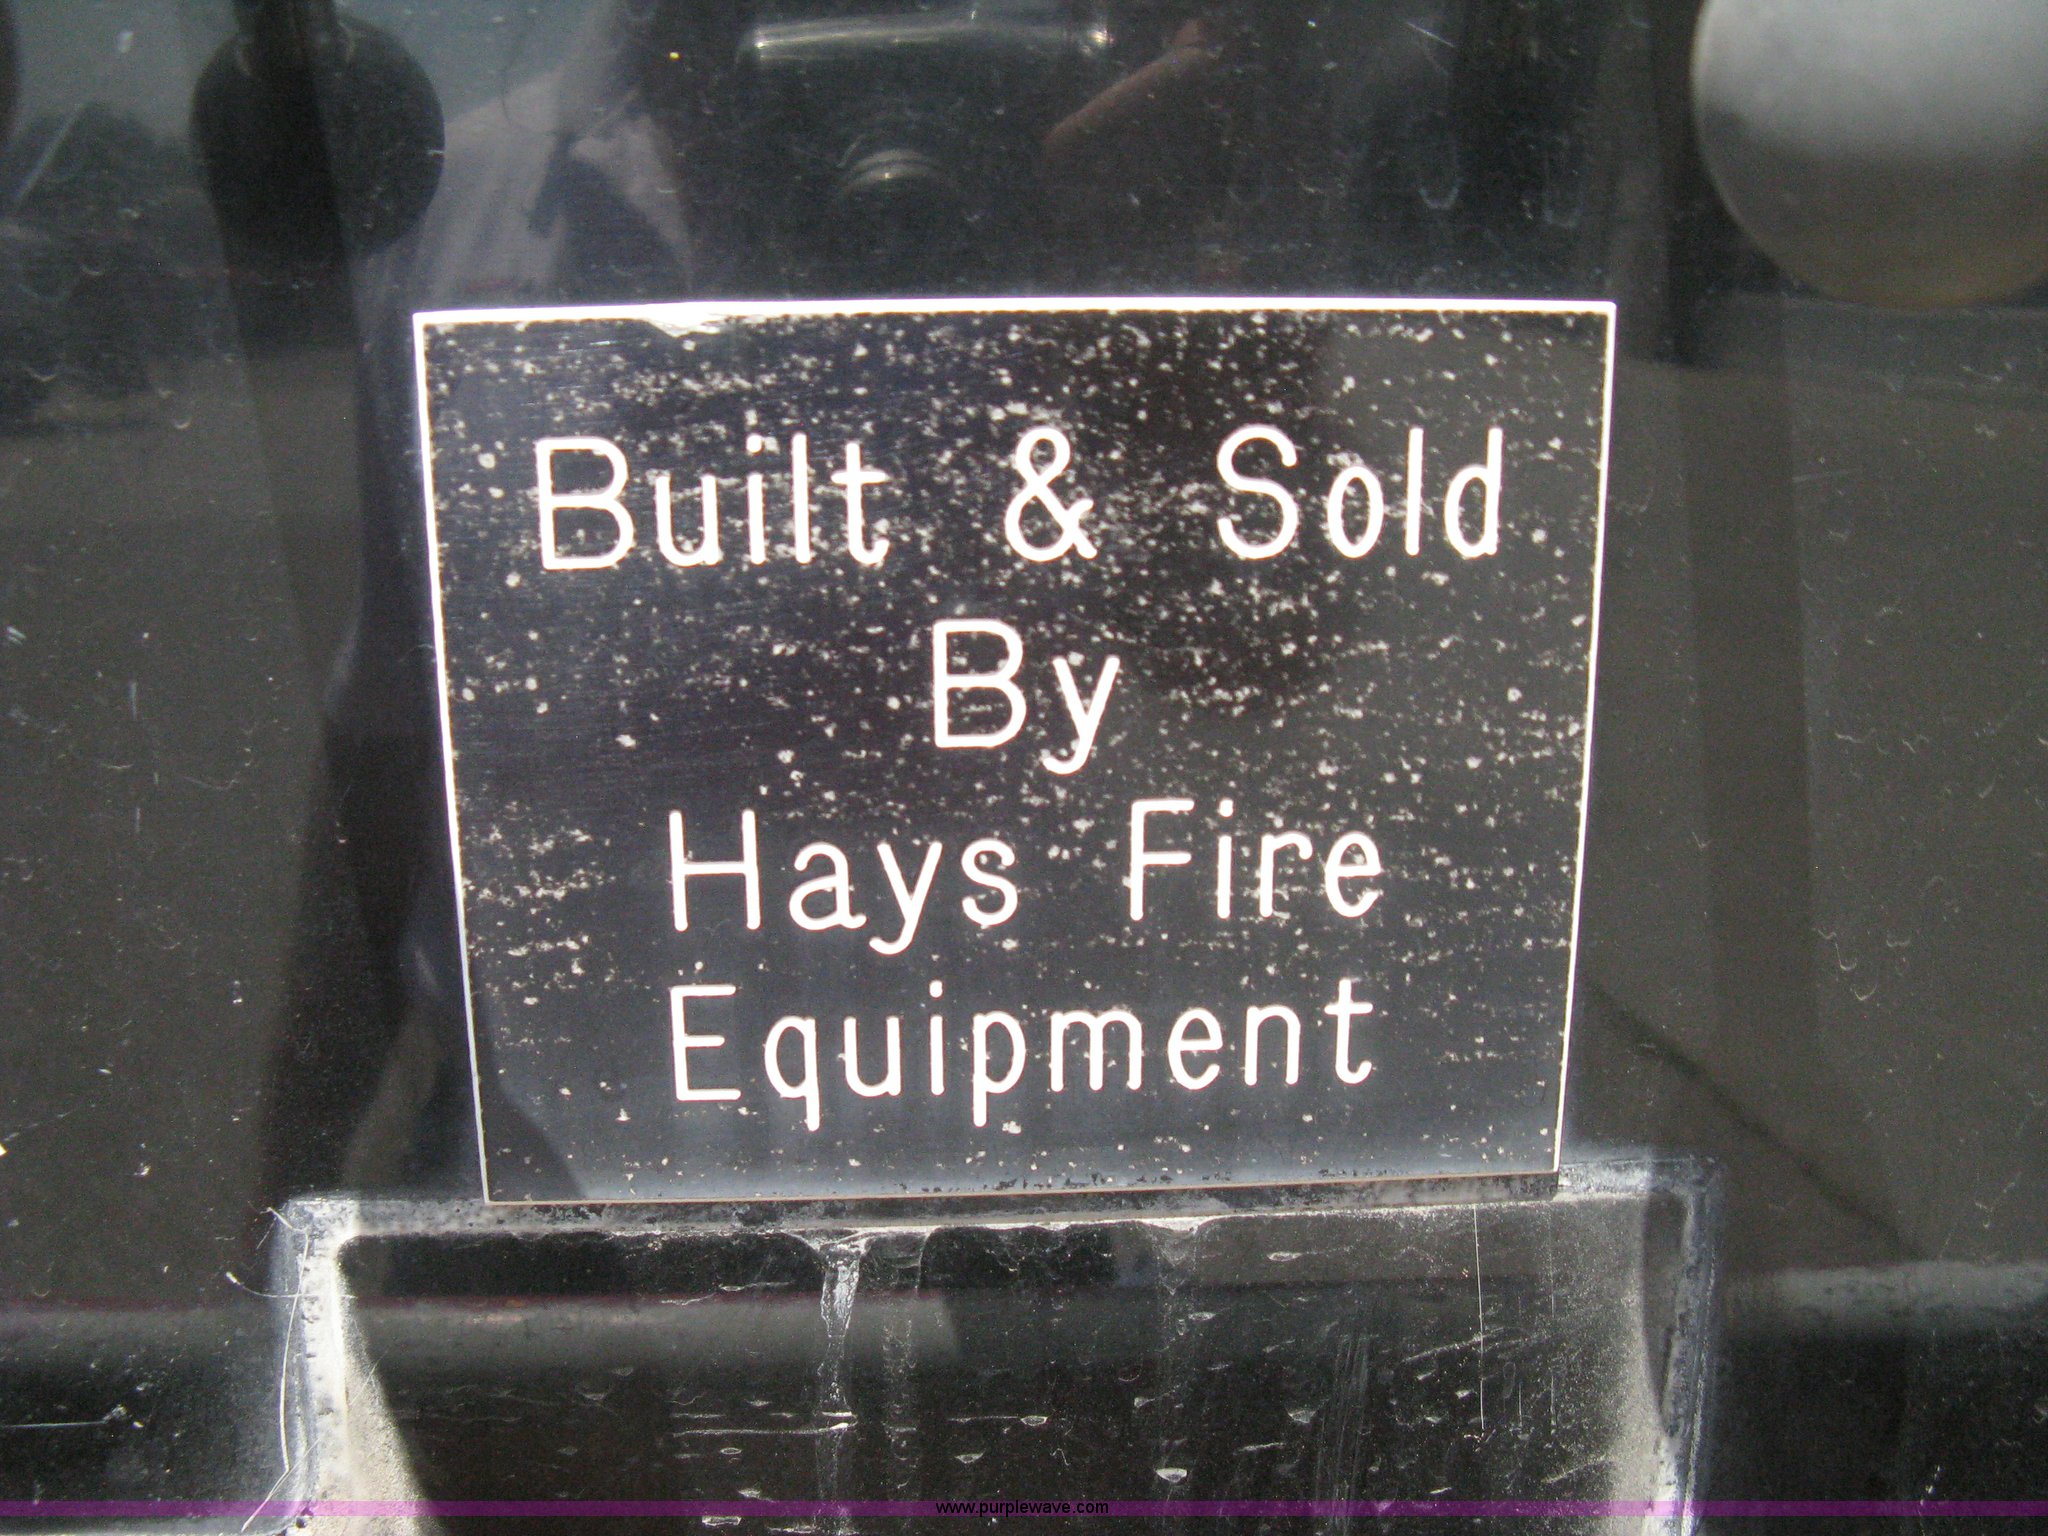 Built & Sold
By
Hays Fire
Equipment
www.purplewave.com